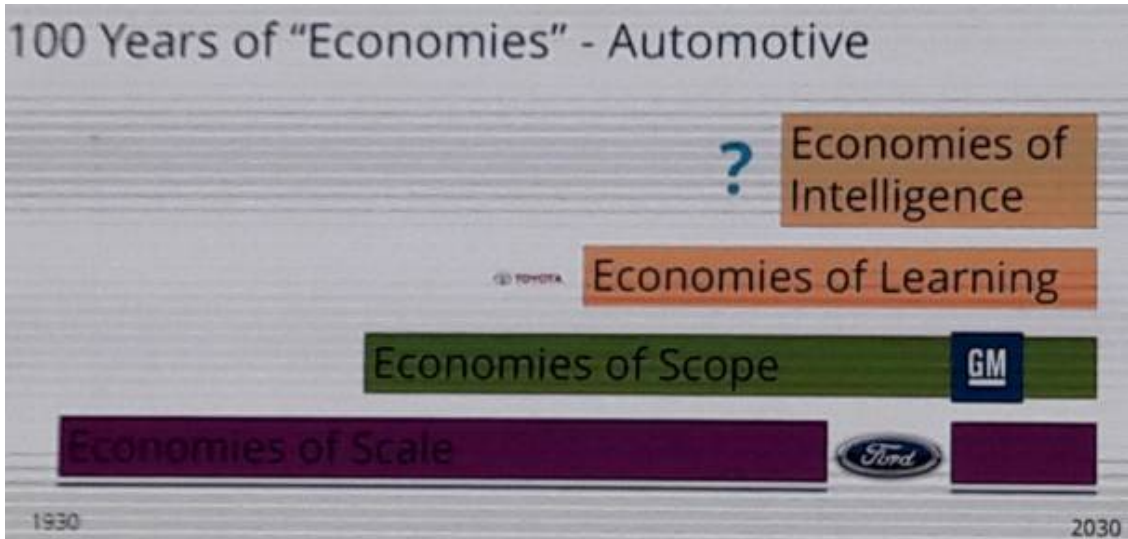 100 Years of “Economies” - Automotive
?
Economies of
Intelligence
TOYOTA
Economies of Learning
Economies of Scope
GM
Economies of Scale
Ford
1930
2030